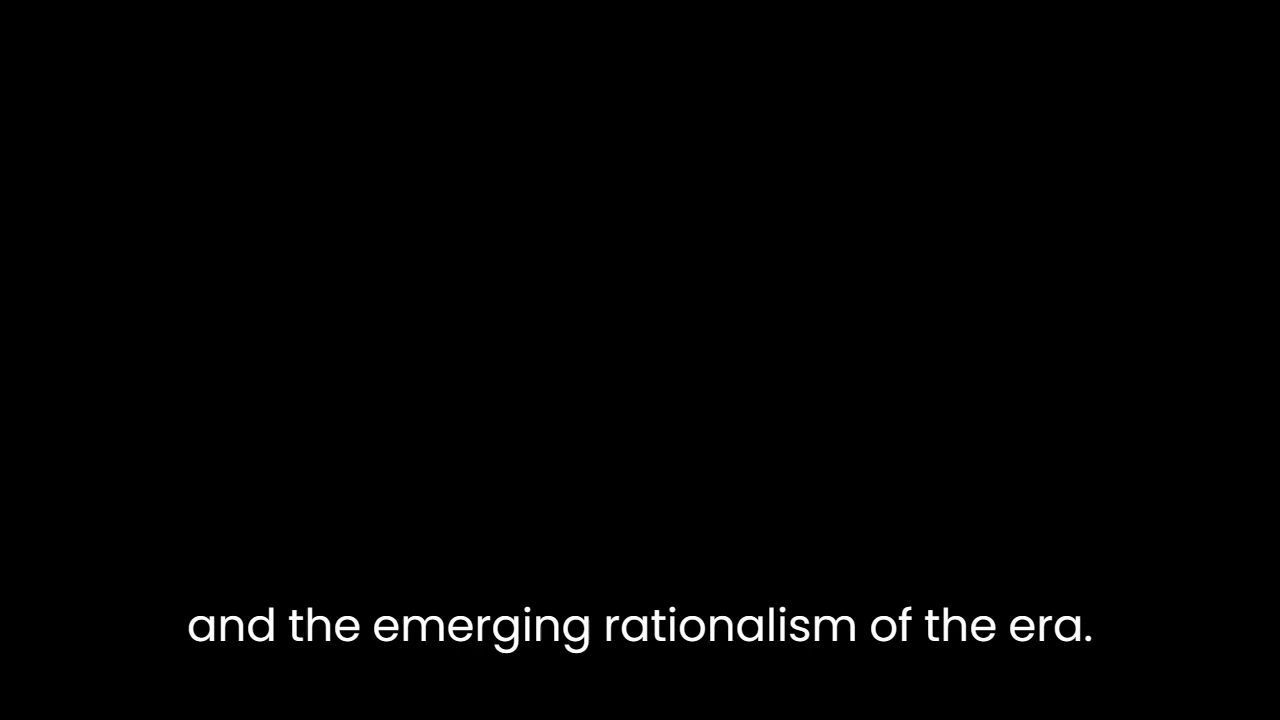 and the emerging rationalism of the era.